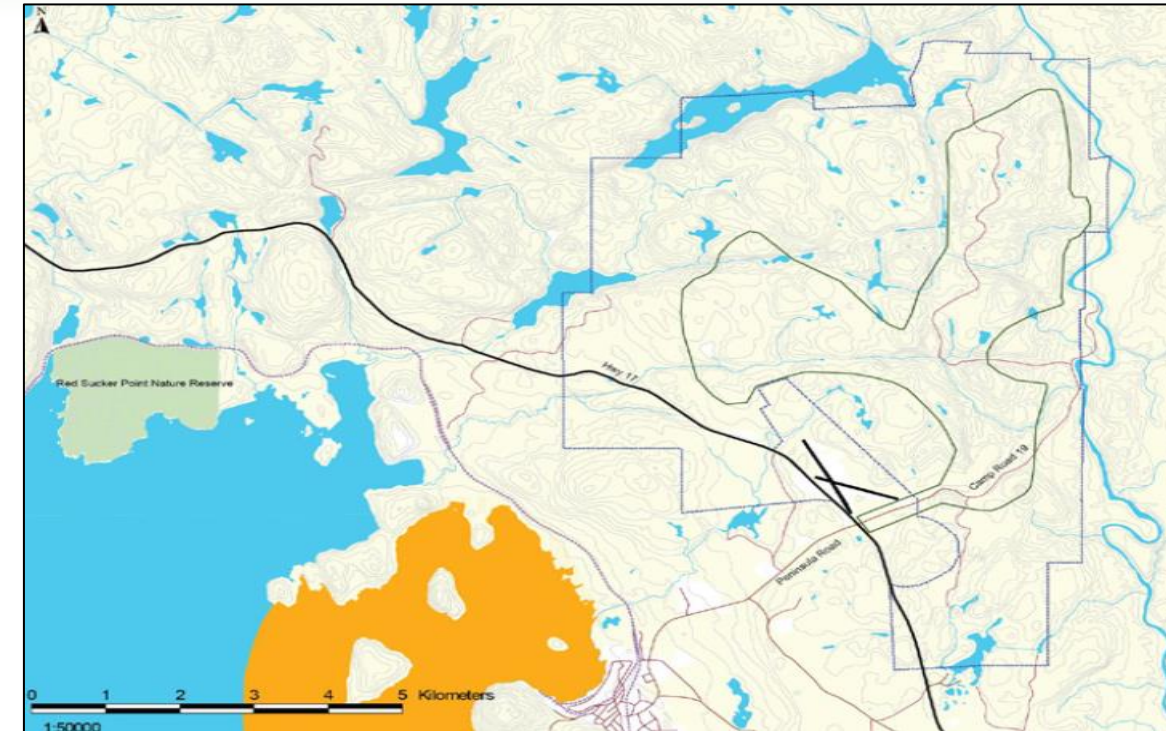 N
Red Sucker Point Nature Reserve
Hwy 17
Camp Road 19
Peninsula Road
0 1 2 3 4 5 Kilometers
1:50000